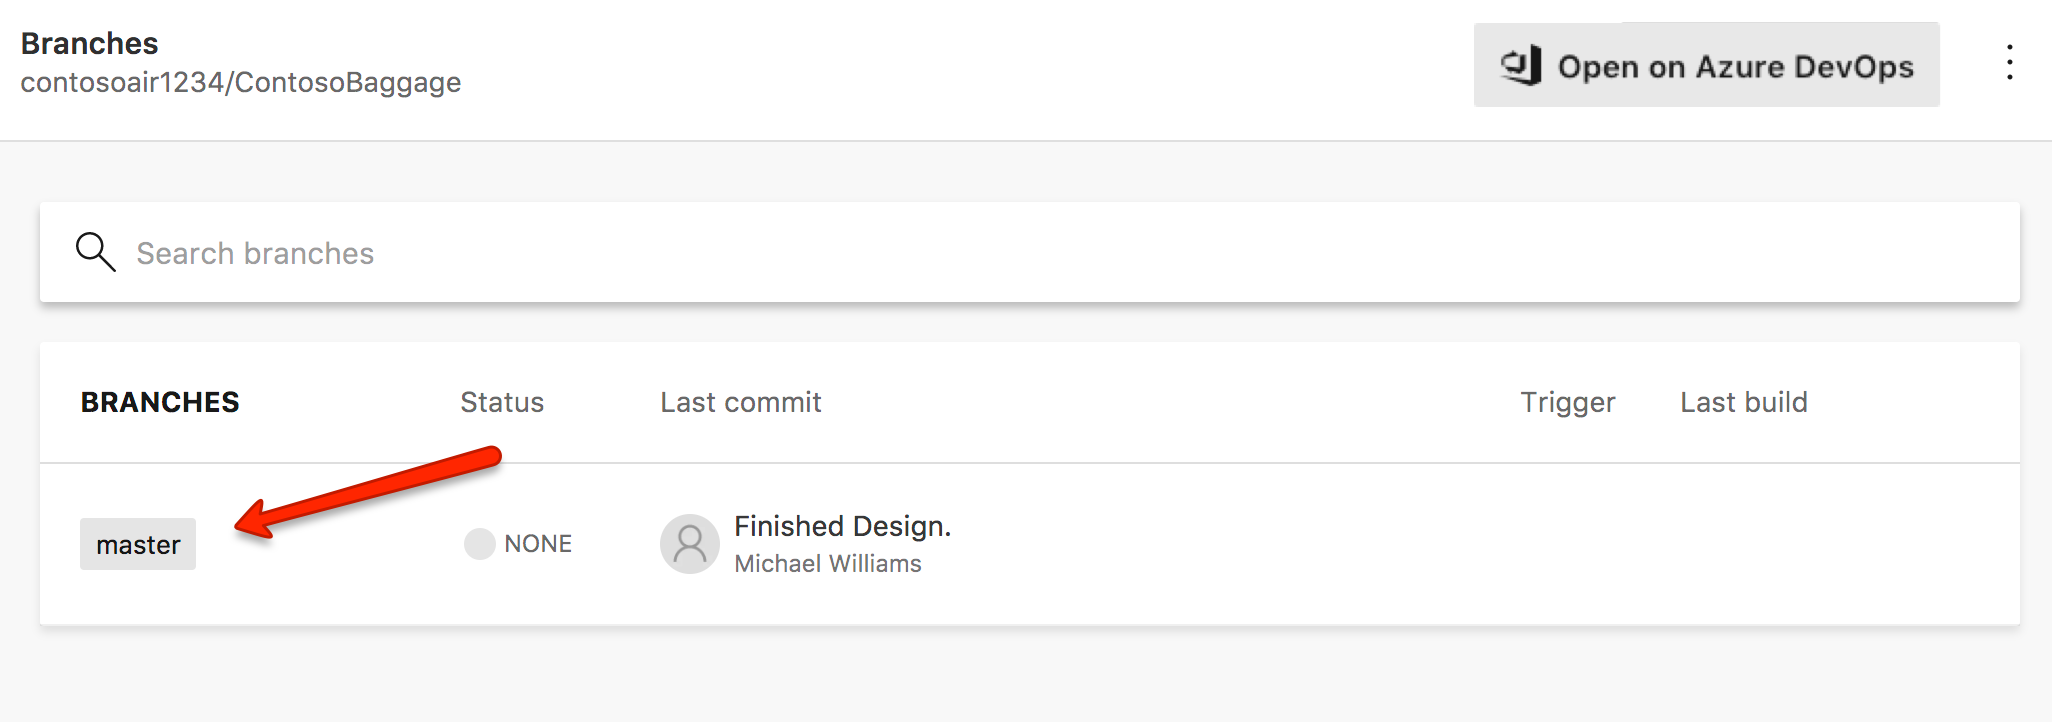 Branches
contosoair1234/ContosoBaggage
Open on Azure DevOps
Search branches
BRANCHES Status Last commit Trigger Last build
master NONE Finished Design.
Michael Williams